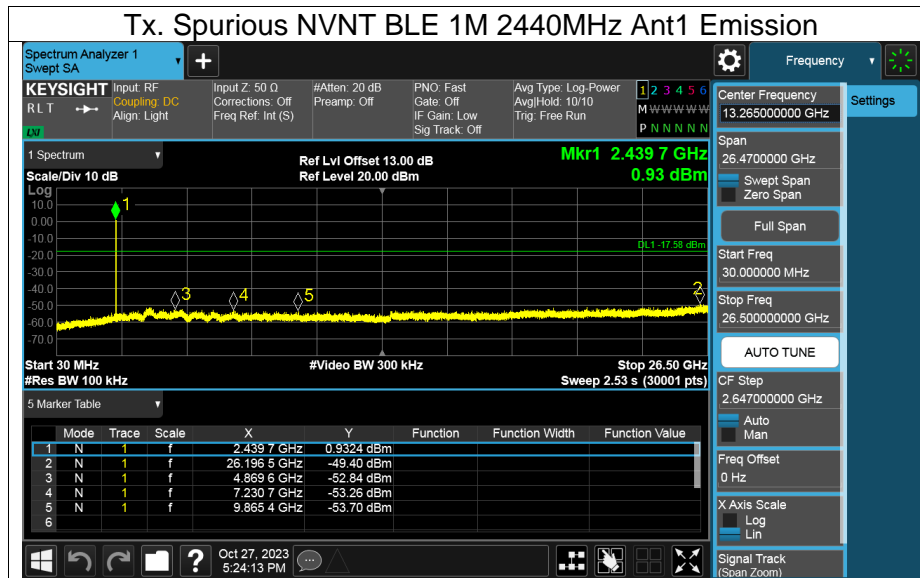 Tx. Spurious NVNT BLE 1M 2440MHz Ant1 Emission
Spectrum Analyzer 1
Swept SA
+
Frequency
KEYSIGHT
RLT
LXI
Input: RF
Coupling: DC
Align: Light
Input Z: 50 Ω
Corrections: Off
Freq Ref: Int (S)
#Atten: 20 dB
Preamp: Off
PNO: Fast
Gate: Off
IF Gain: Low
Sig Track: Off
Avg Type: Log-Power
Avg|Hold: 10/10
Trig: Free Run
1 2 3 4 5 6
M W W W W W
P N N N N N
1 Spectrum
Scale/Div 10 dB
Ref Lvl Offset 13.00 dB
Ref Level 20.00 dBm
Mkr1 2.439 7 GHz
0.93 dBm
Log
10.0
0.00
-10.0
-20.0
-30.0
-40.0
-50.0
-60.0
-70.0
1
DL1 -17.58 dBm
3
4
5
2
Start 30 MHz
#Video BW 300 kHz
Stop 26.50 GHz
#Res BW 100 kHz
Sweep 2.53 s (30001 pts)
5 Marker Table
Mode Trace Scale X Y Function Function Width Function Value
1 N 1 f 2.439 7 GHz 0.9324 dBm
2 N 1 f 26.196 5 GHz -49.40 dBm
3 N 1 f 4.869 6 GHz -52.84 dBm
4 N 1 f 7.230 7 GHz -53.26 dBm
5 N 1 f 9.865 4 GHz -53.70 dBm
6
?
Oct 27, 2023
5:24:13 PM
Center Frequency
13.265000000 GHz
Settings
Span
26.4700000 GHz
Swept Span
Zero Span
Full Span
Start Freq
30.000000 MHz
Stop Freq
26.500000000 GHz
AUTO TUNE
CF Step
2.647000000 GHz
Auto
Man
Freq Offset
0 Hz
X Axis Scale
Log
Lin
Signal Track
(Span Zoom)